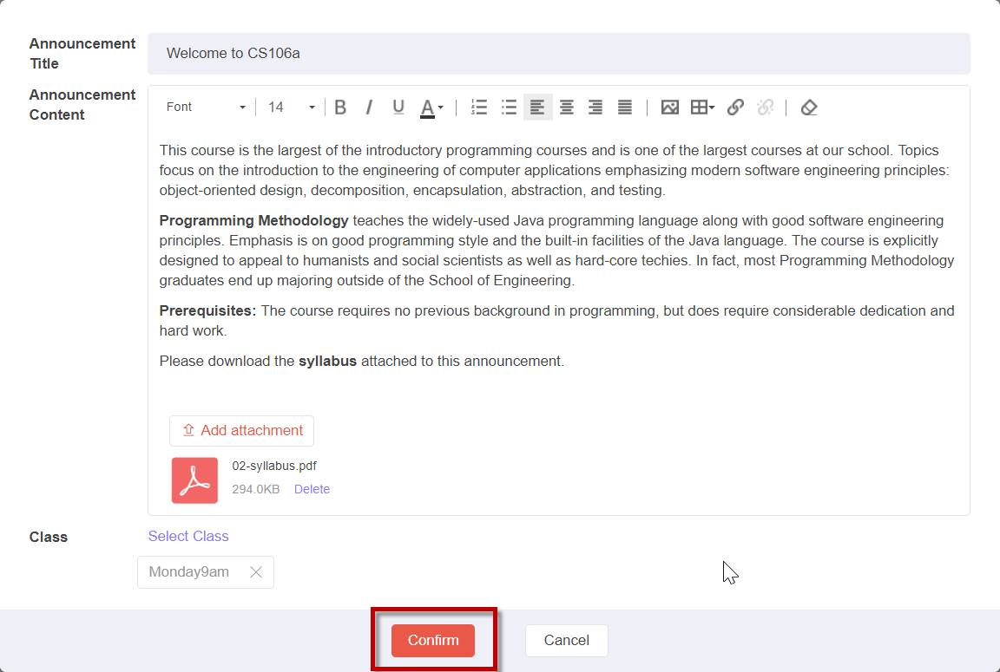 Announcement
Title
Welcome to CS106a
Announcement
Content
Font 14 B I U A
This course is the largest of the introductory programming courses and is one of the largest courses at our school. Topics
focus on the introduction to the engineering of computer applications emphasizing modern software engineering principles:
object-oriented design, decomposition, encapsulation, abstraction, and testing.
Programming Methodology teaches the widely-used Java programming language along with good software engineering
principles. Emphasis is on good programming style and the built-in facilities of the Java language. The course is explicitly
designed to appeal to humanists and social scientists as well as hard-core techies. In fact, most Programming Methodology
graduates end up majoring outside of the School of Engineering.
Prerequisites: The course requires no previous background in programming, but does require considerable dedication and
hard work.
Please download the syllabus attached to this announcement.
Add attachment
02-syllabus.pdf
294.0KB Delete
Class
Select Class
Monday9am
Confirm
Cancel